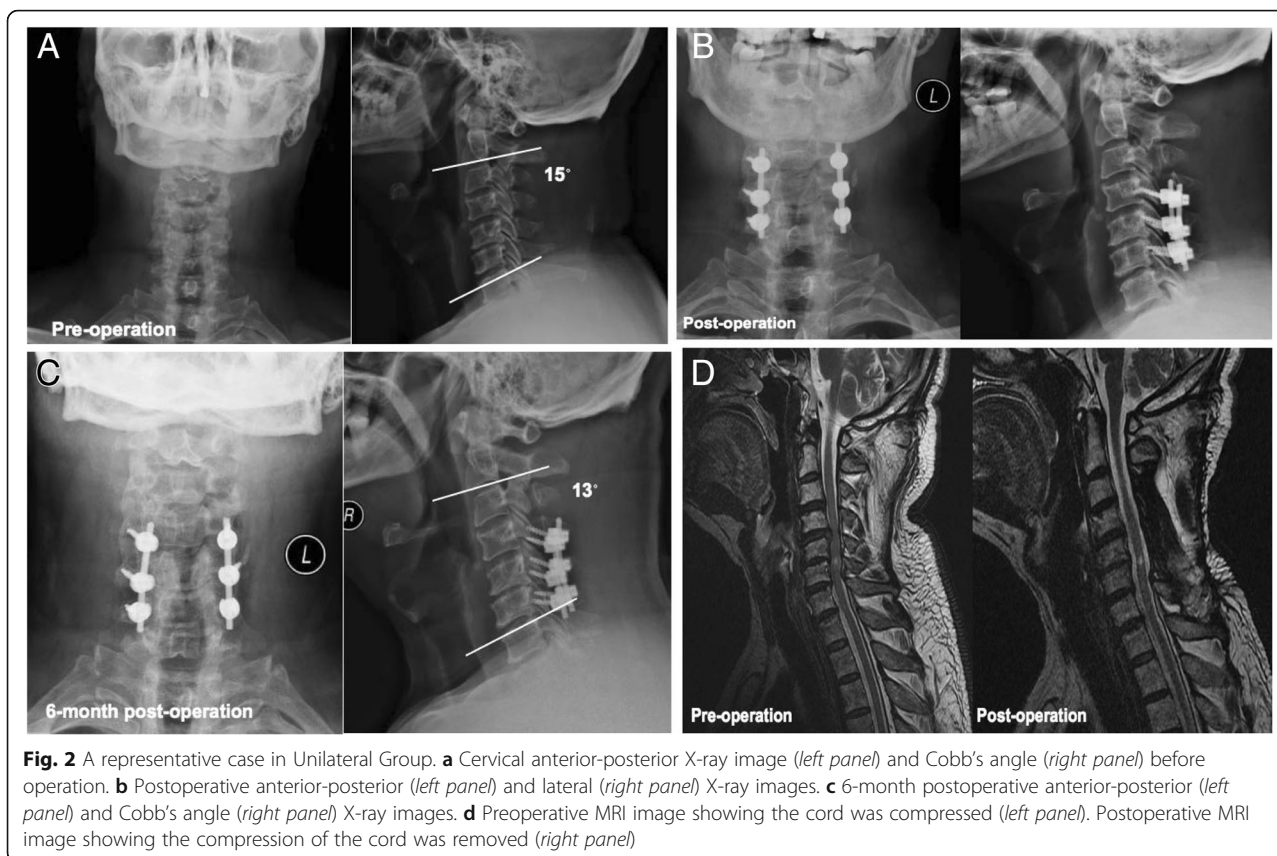 A
15°
Pre-operation
B
L
Post-operation
C
L
6-month post-operation
R
13°
D
Pre-operation
Post-operation
Fig. 2 A representative case in Unilateral Group. a Cervical anterior-posterior X-ray image (left panel) and Cobb's angle (right panel) before
operation. b Postoperative anterior-posterior (left panel) and lateral (right panel) X-ray images. c 6-month postoperative anterior-posterior (left
panel) and Cobb's angle (right panel) X-ray images. d Preoperative MRI image showing the cord was compressed (left panel). Postoperative MRI
image showing the compression of the cord was removed (right panel)